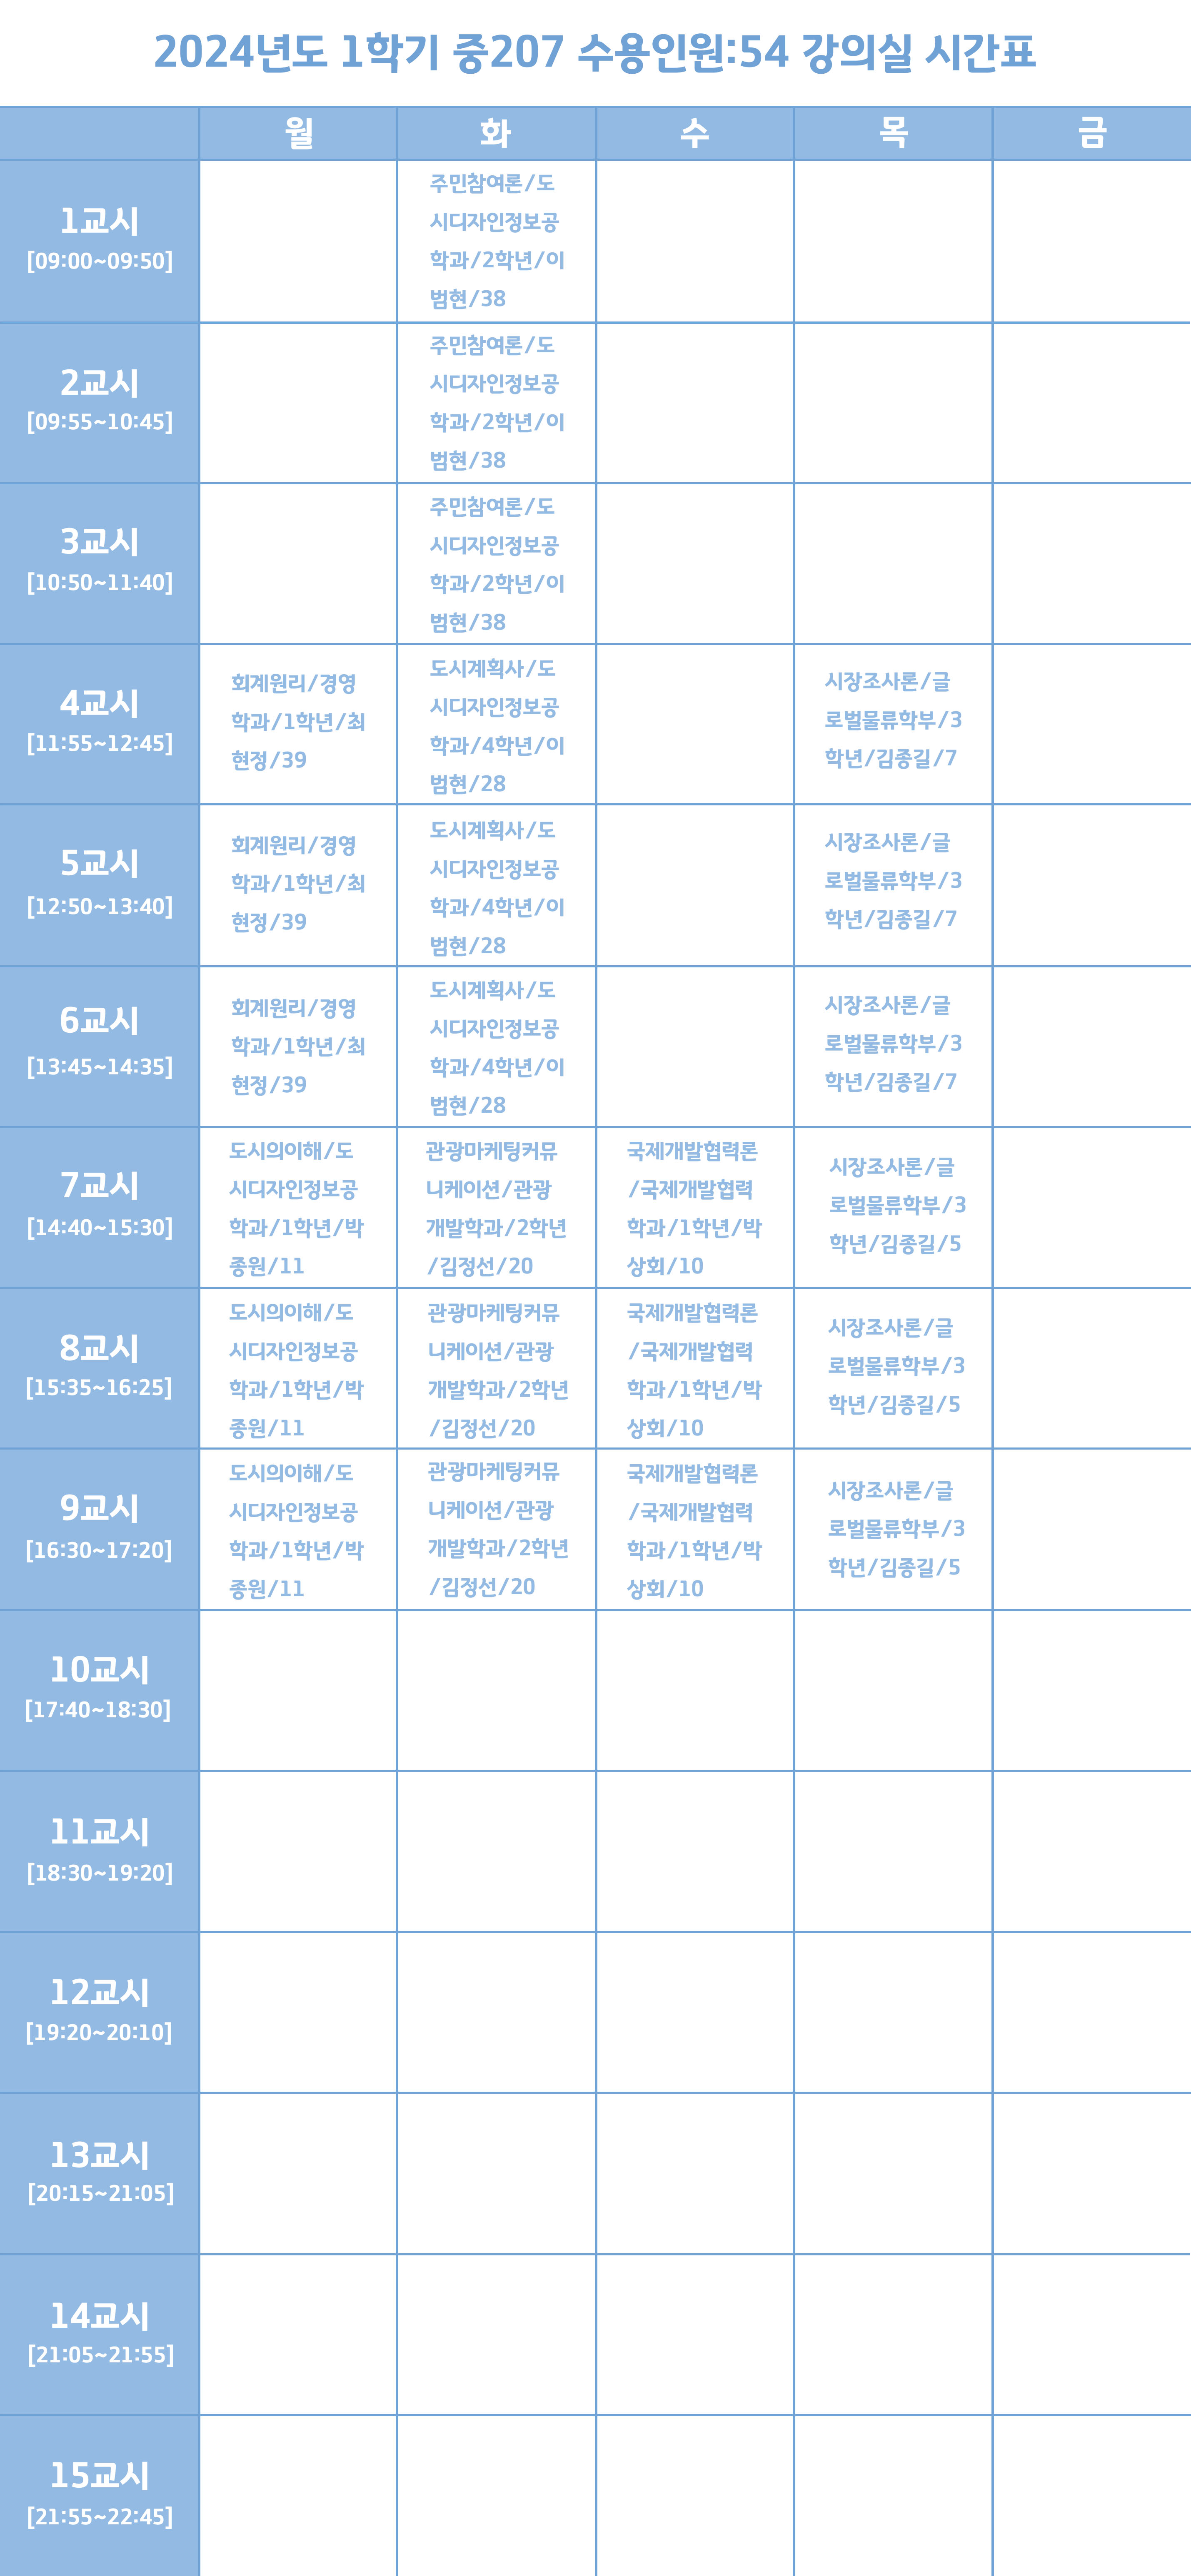 2024년도 1학기 중207 수용인원:54 강의실 시간표
월 화 수 목 금
1교시
[09:00~09:50]
주민참여론/도
시디자인정보공
학과/2학년/이
범현/38
2교시
[09:55~10:45]
주민참여론/도
시디자인정보공
학과/2학년/이
범현/38
3교시
[10:50~11:40]
주민참여론/도
시디자인정보공
학과/2학년/이
범현/38
4교시
[11:55~12:45]
회계원리/경영
학과/1학년/최
현정/39
도시계획사/도
시디자인정보공
학과/4학년/이
범현/28
시장조사론/글
로벌물류학부/3
학년/김종길/7
5교시
[12:50~13:40]
회계원리/경영
학과/1학년/최
현정/39
도시계획사/도
시디자인정보공
학과/4학년/이
범현/28
시장조사론/글
로벌물류학부/3
학년/김종길/7
6교시
[13:45~14:35]
회계원리/경영
학과/1학년/최
현정/39
도시계획사/도
시디자인정보공
학과/4학년/이
범현/28
시장조사론/글
로벌물류학부/3
학년/김종길/7
7교시
[14:40~15:30]
도시의이해/도
시디자인정보공
학과/1학년/박
종원/11
관광마케팅커뮤
니케이션/관광
개발학과/2학년
/김정선/20
국제개발협력론
/국제개발협력
학과/1학년/박
상회/10
시장조사론/글
로벌물류학부/3
학년/김종길/5
8교시
[15:35~16:25]
도시의이해/도
시디자인정보공
학과/1학년/박
종원/11
관광마케팅커뮤
니케이션/관광
개발학과/2학년
/김정선/20
국제개발협력론
/국제개발협력
학과/1학년/박
상회/10
시장조사론/글
로벌물류학부/3
학년/김종길/5
9교시
[16:30~17:20]
도시의이해/도
시디자인정보공
학과/1학년/박
종원/11
관광마케팅커뮤
니케이션/관광
개발학과/2학년
/김정선/20
국제개발협력론
/국제개발협력
학과/1학년/박
상회/10
시장조사론/글
로벌물류학부/3
학년/김종길/5
10교시
[17:40~18:30]
11교시
[18:30~19:20]
12교시
[19:20~20:10]
13교시
[20:15~21:05]
14교시
[21:05~21:55]
15교시
[21:55~22:45]